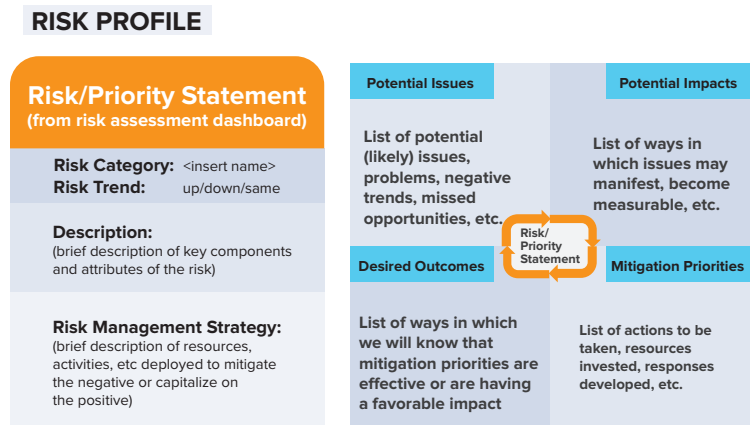 RISK PROFILE
Risk/Priority Statement
(from risk assessment dashboard)
Risk Category: <insert name>
Risk Trend: up/down/same
Description:
(brief description of key components
and attributes of the risk)
Risk Management Strategy:
(brief description of resources,
activities, etc deployed to mitigate
the negative or capitalize on
the positive)
Potential Issues
List of potential
(likely) issues,
problems, negative
trends, missed
opportunities, etc.
Potential Impacts
List of ways in
which issues may
manifest, become
measurable, etc.
Risk/
Priority
Statement
Desired Outcomes
List of ways in which
we will know that
mitigation priorities are
effective or are having
a favorable impact
Mitigation Priorities
List of actions to be
taken, resources
invested, responses
developed, etc.